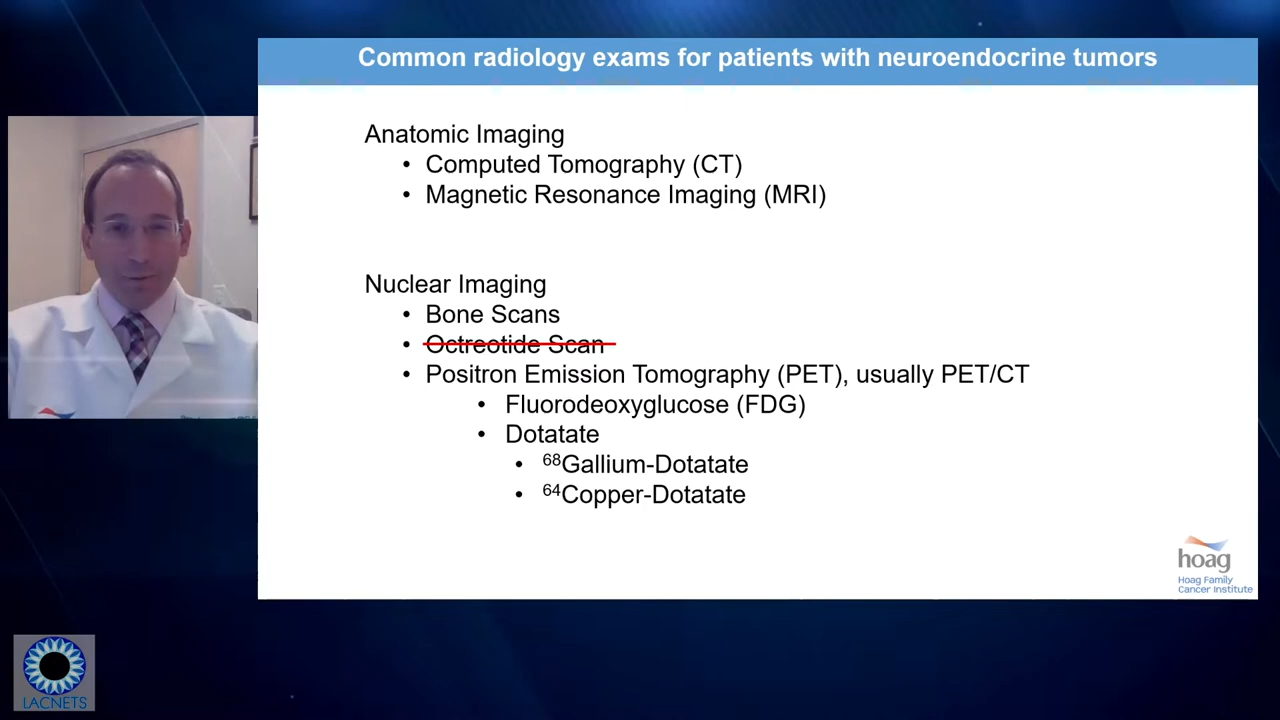 Common radiology exams for patients with neuroendocrine tumors
Anatomic Imaging
• Computed Tomography (CT)
• Magnetic Resonance Imaging (MRI)
Nuclear Imaging
• Bone Scans
• Octreotide Scan
• Positron Emission Tomography (PET), usually PET/CT
• Fluorodeoxyglucose (FDG)
• Dotatate
• ⁶⁸Gallium-Dotatate
• ⁶⁴Copper-Dotatate
hoag
Hoag Family
Cancer Institute
LACNETS